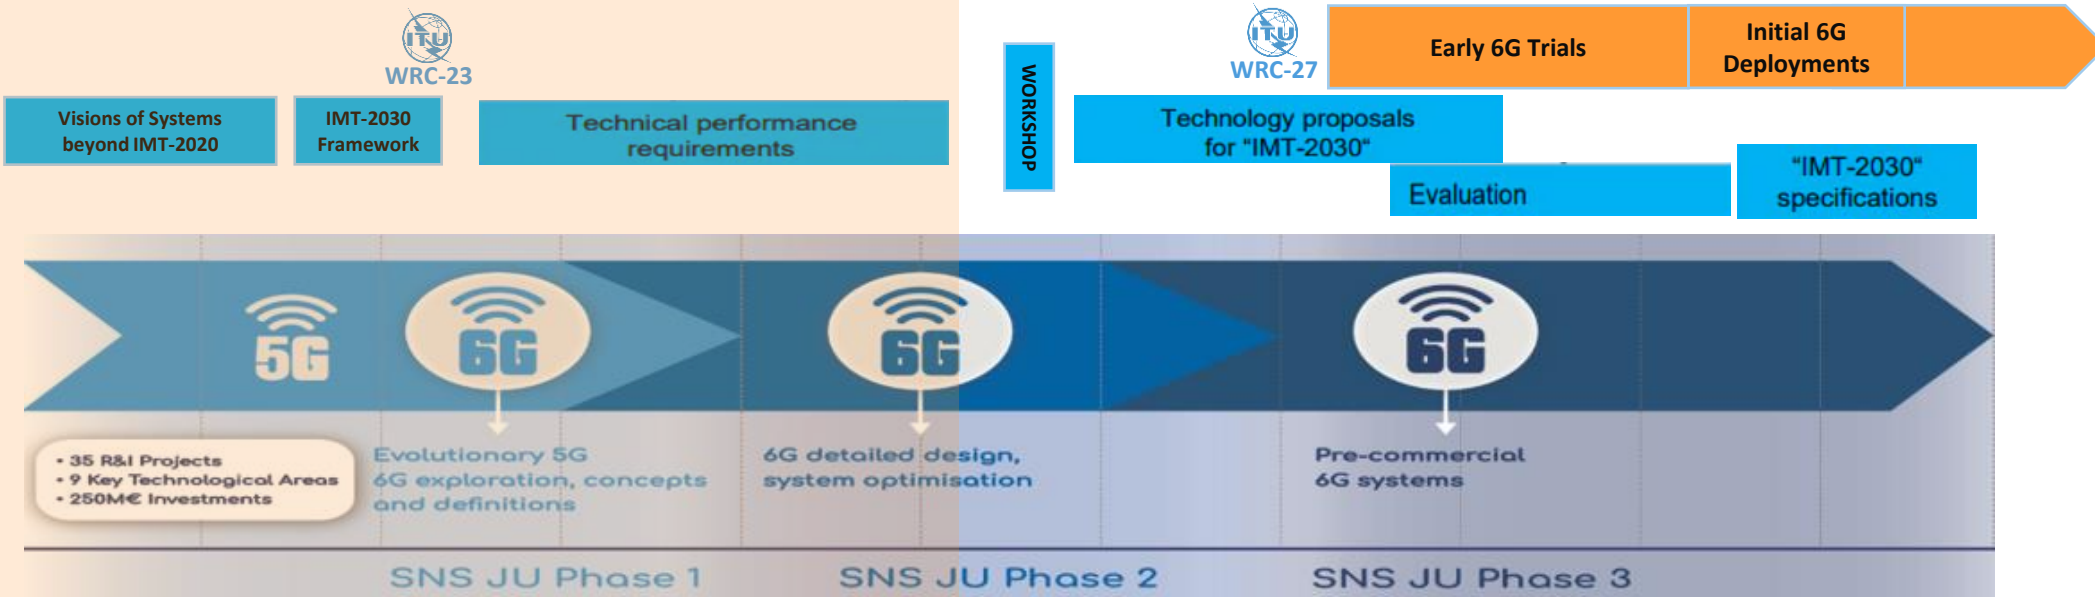 ITU
WRC-23
ITU
WRC-27
Early 6G Trials
Initial 6G
Deployments
Visions of Systems
beyond IMT-2020
IMT-2030
Framework
Technical performance
requirements
WORKSHOP
Technology proposals
for "IMT-2030"
Evaluation
"IMT-2030"
specifications
5G
6G
6G
6G
• 35 R&I Projects
• 9 Key Technological Areas
• 250M€ Investments
Evolutionary 5G
6G exploration, concepts
and definitions
6G detailed design,
system optimisation
Pre-commercial
6G systems
SNS JU Phase 1
SNS JU Phase 2
SNS JU Phase 3